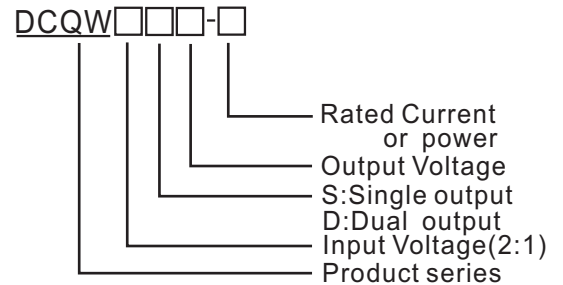 DCQW□□□-□
Rated Current
or power
Output Voltage
S:Single output
D:Dual output
Input Voltage(2:1)
Product series